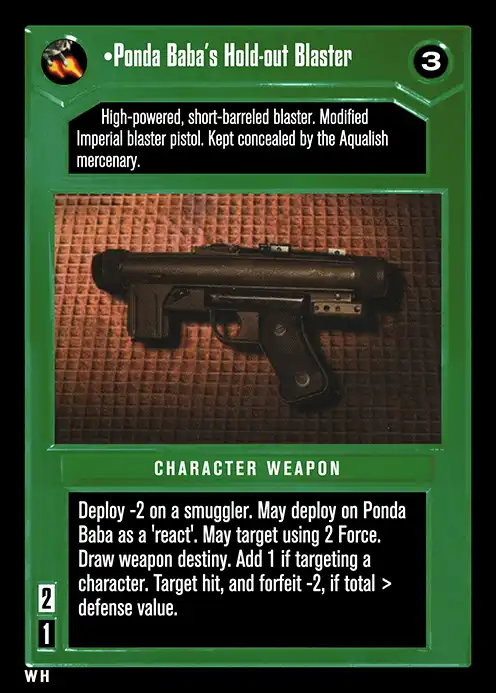 •Ponda Baba's Hold-out Blaster
3
High-powered, short-barreled blaster. Modified
Imperial blaster pistol. Kept concealed by the Aqualish
mercenary.
CHARACTER WEAPON
Deploy -2 on a smuggler. May deploy on Ponda
Baba as a 'react'. May target using 2 Force.
Draw weapon destiny. Add 1 if targeting a
character. Target hit, and forfeit -2, if total >
defense value.
2
1
WH